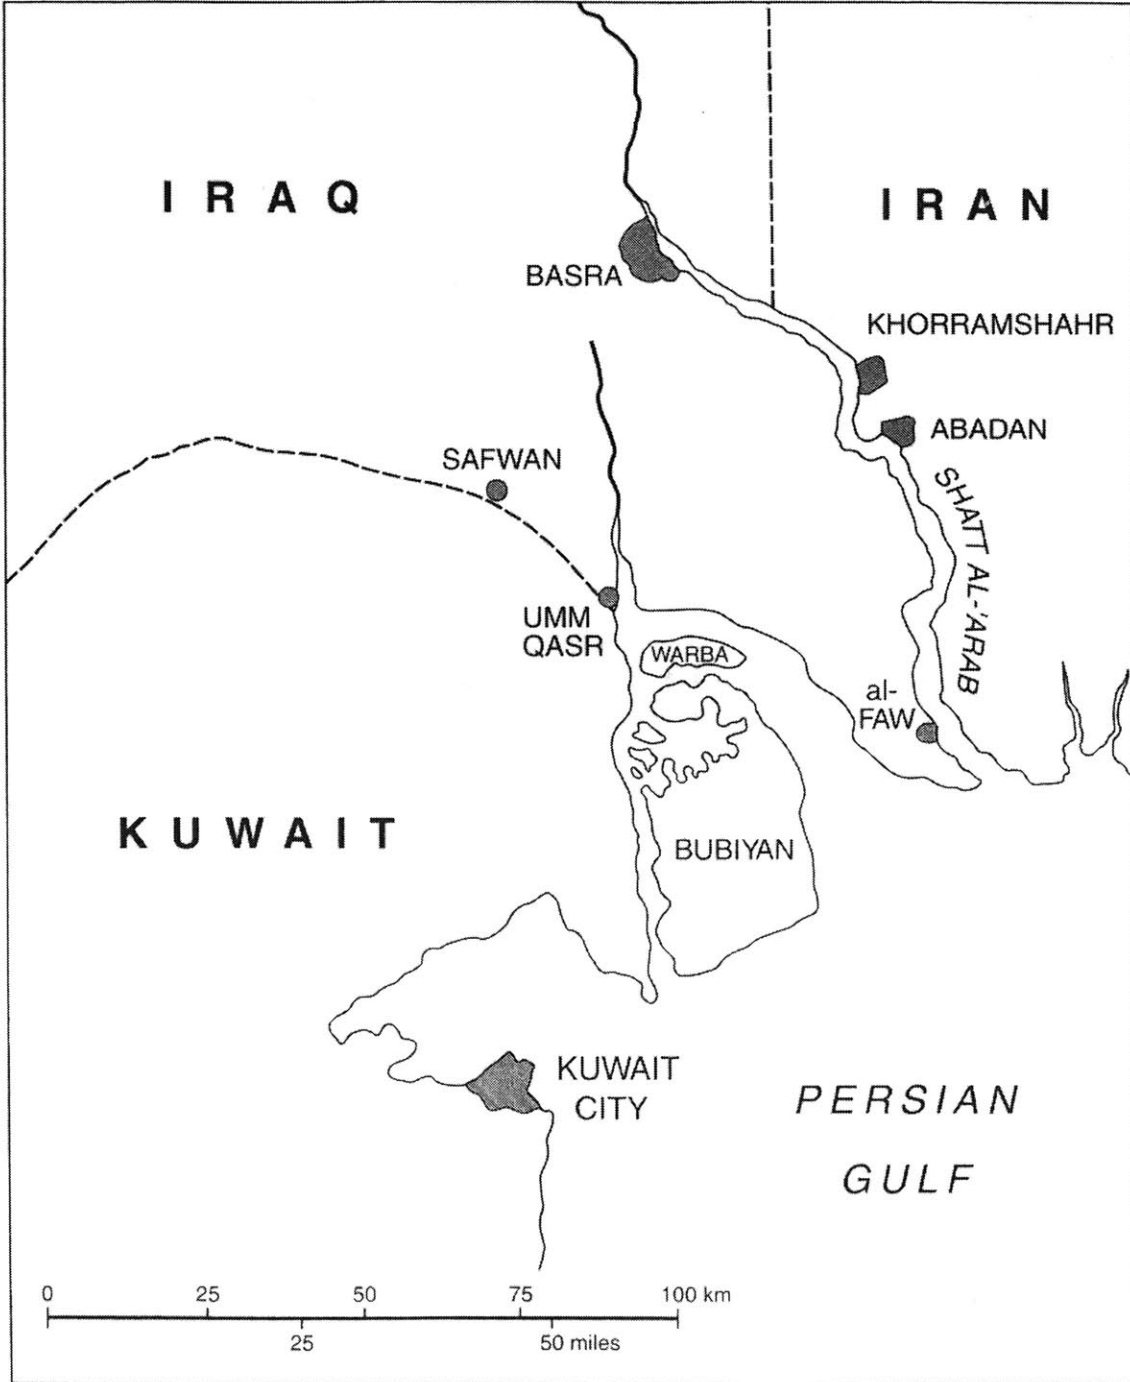 IRAQ
IRAN
BASRA
KHORRAMSHAHR
ABADAN
SAFWAN
SHATT AL-'ARAB
UMM
QASR
WARBA
al-
FAW
KUWAIT
BUBIYAN
KUWAIT
CITY
PERSIAN
GULF
0 25 50 75 100 km
25 50 miles